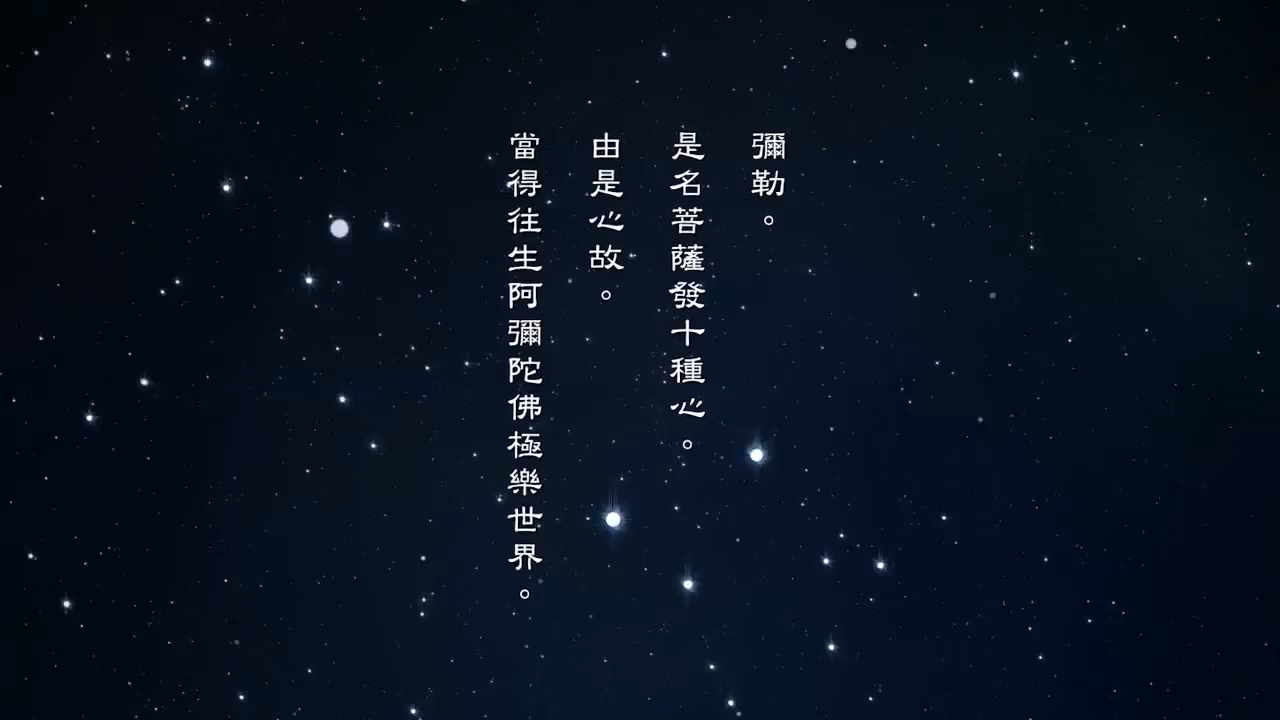 彌勒。
是名菩薩發十種心。
由是心故。
當得往生阿彌陀佛極樂世界。